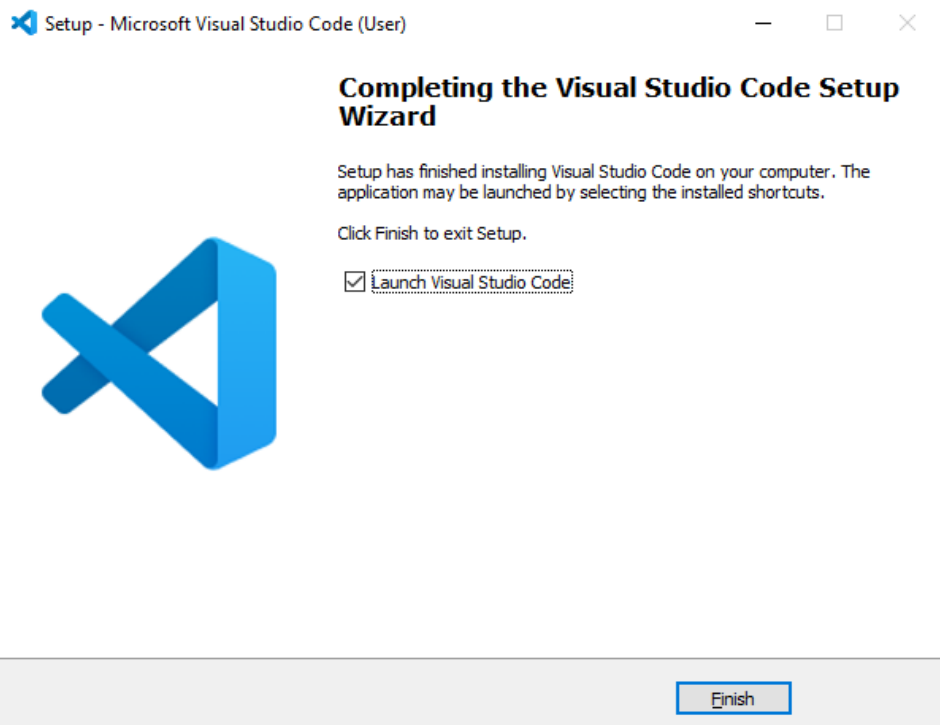 Setup - Microsoft Visual Studio Code (User)
Completing the Visual Studio Code Setup
Wizard
Setup has finished installing Visual Studio Code on your computer. The
application may be launched by selecting the installed shortcuts.
Click Finish to exit Setup.
Launch Visual Studio Code
Finish